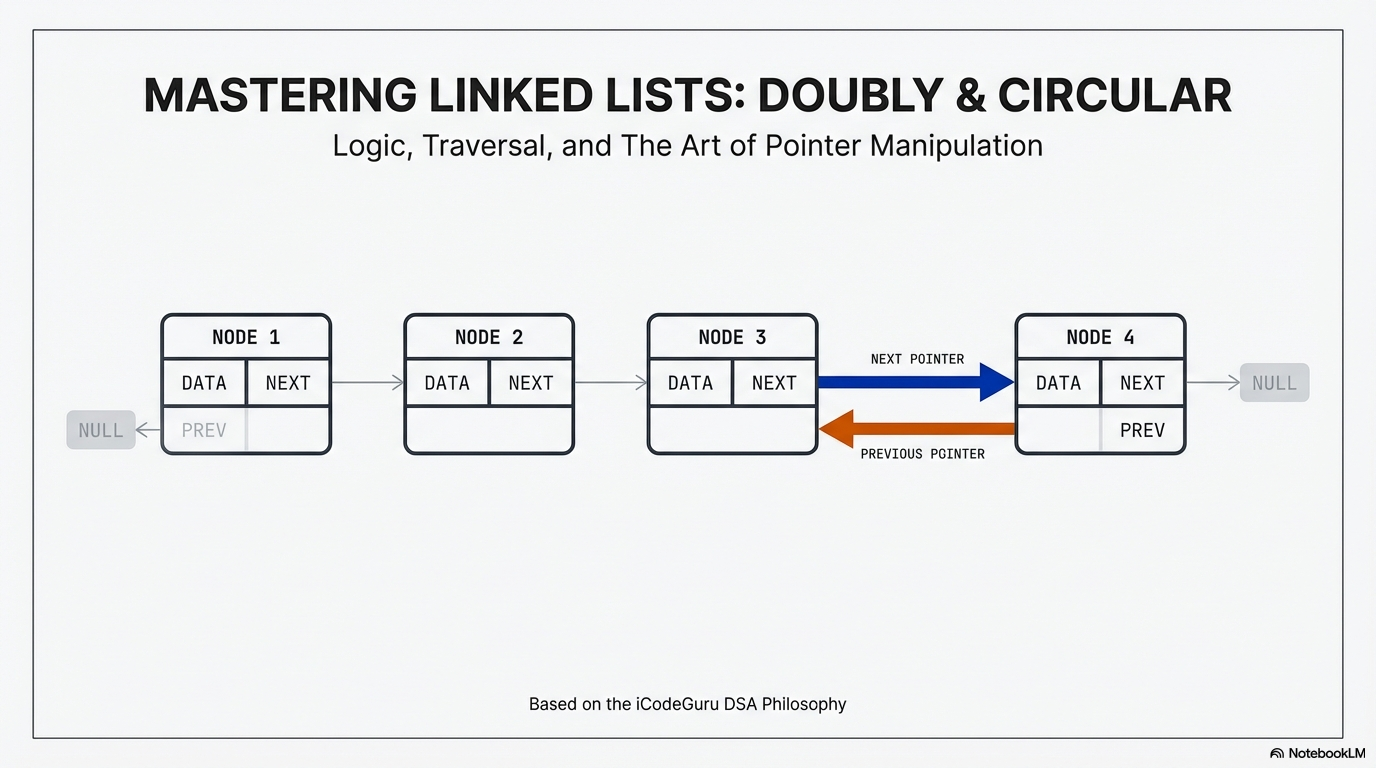 MASTERING LINKED LISTS: DOUBLY & CIRCULAR
Logic, Traversal, and The Art of Pointer Manipulation
NODE 1
DATA NEXT
PREV
NULL
NODE 2
DATA NEXT
NODE 3
DATA NEXT
NEXT POINTER
PREVIOUS PGINTER
NODE 4
DATA NEXT
PREV
NULL
Based on the iCodeGuru DSA Philosophy
NotebookLM